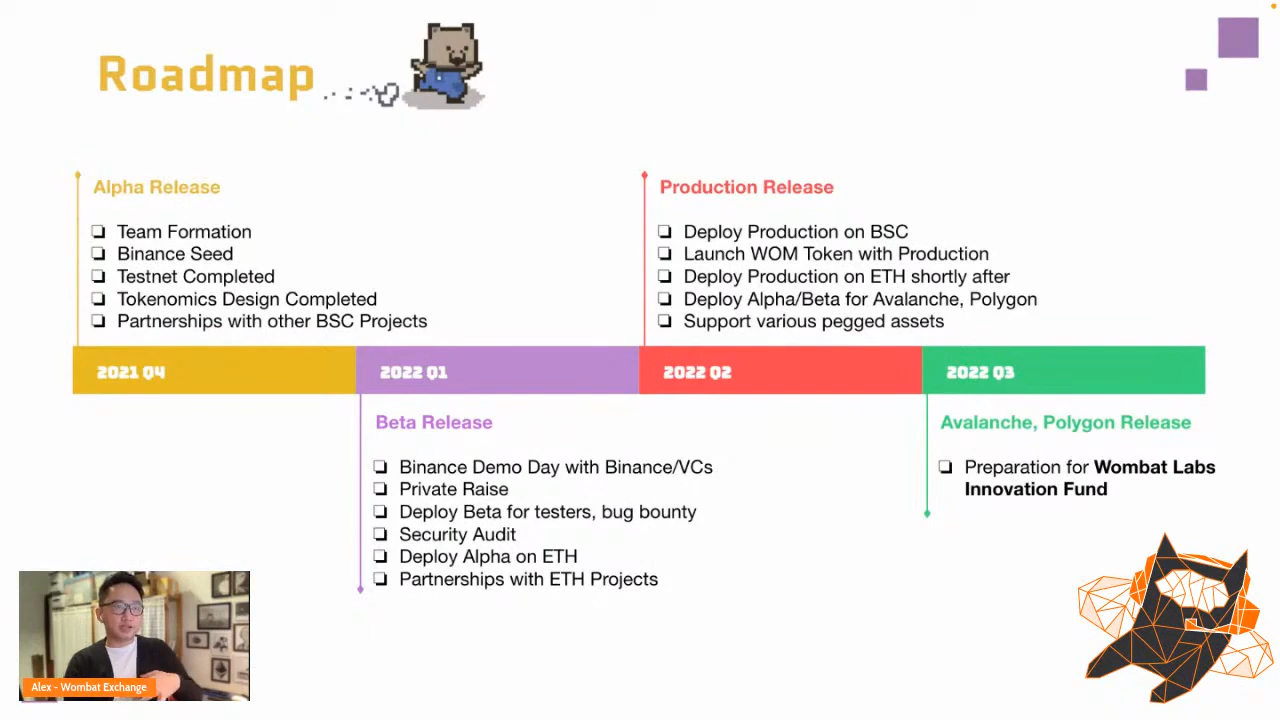 Roadmap
Alpha Release
Team Formation
Binance Seed
Testnet Completed
Tokenomics Design Completed
Partnerships with other BSC Projects
Production Release
Deploy Production on BSC
Launch WOM Token with Production
Deploy Production on ETH shortly after
Deploy Alpha/Beta for Avalanche, Polygon
Support various pegged assets
2021 Q4
2022 Q1
2022 Q2
2022 Q3
Beta Release
Binance Demo Day with Binance/VCs
Private Raise
Deploy Beta for testers, bug bounty
Security Audit
Deploy Alpha on ETH
Partnerships with ETH Projects
Avalanche, Polygon Release
Preparation for Wombat Labs
Innovation Fund
Alex - Wombat Exchange